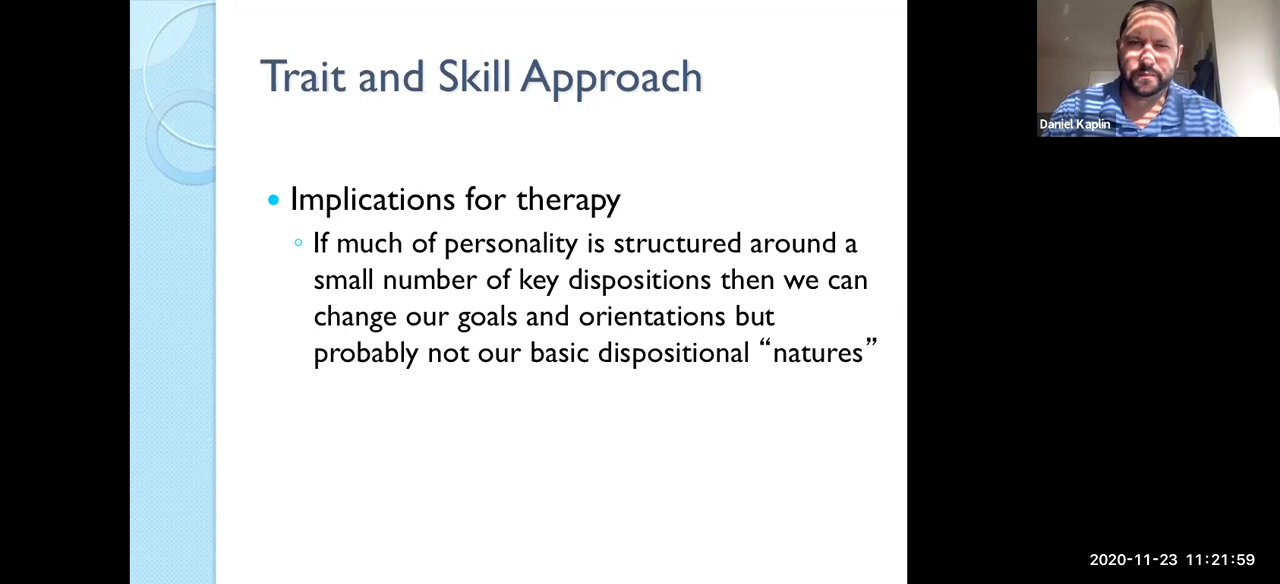 Trait and Skill Approach
Implications for therapy
If much of personality is structured around a
small number of key dispositions then we can
change our goals and orientations but
probably not our basic dispositional “natures”
Daniel Kaplin
2020-11-23 11:21:59